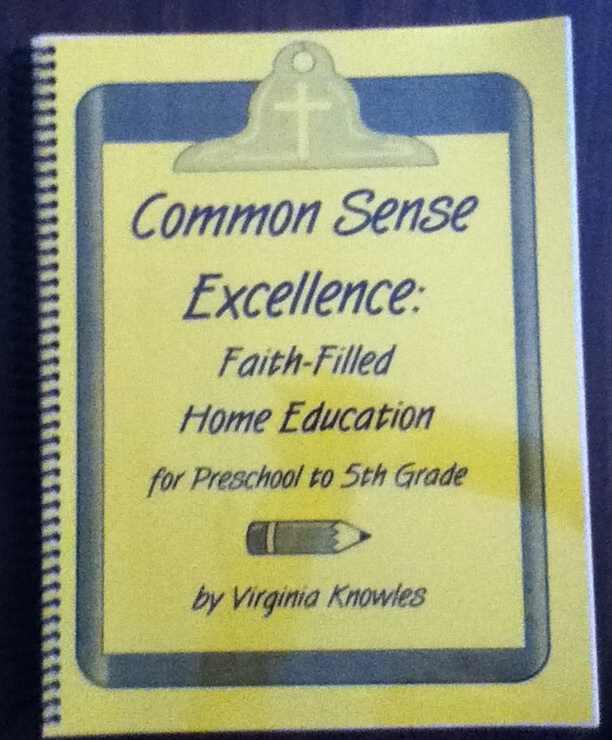 Common Sense
Excellence:
Faith-Filled
Home Education
for Preschool to 5th Grade
by Virginia Knowles